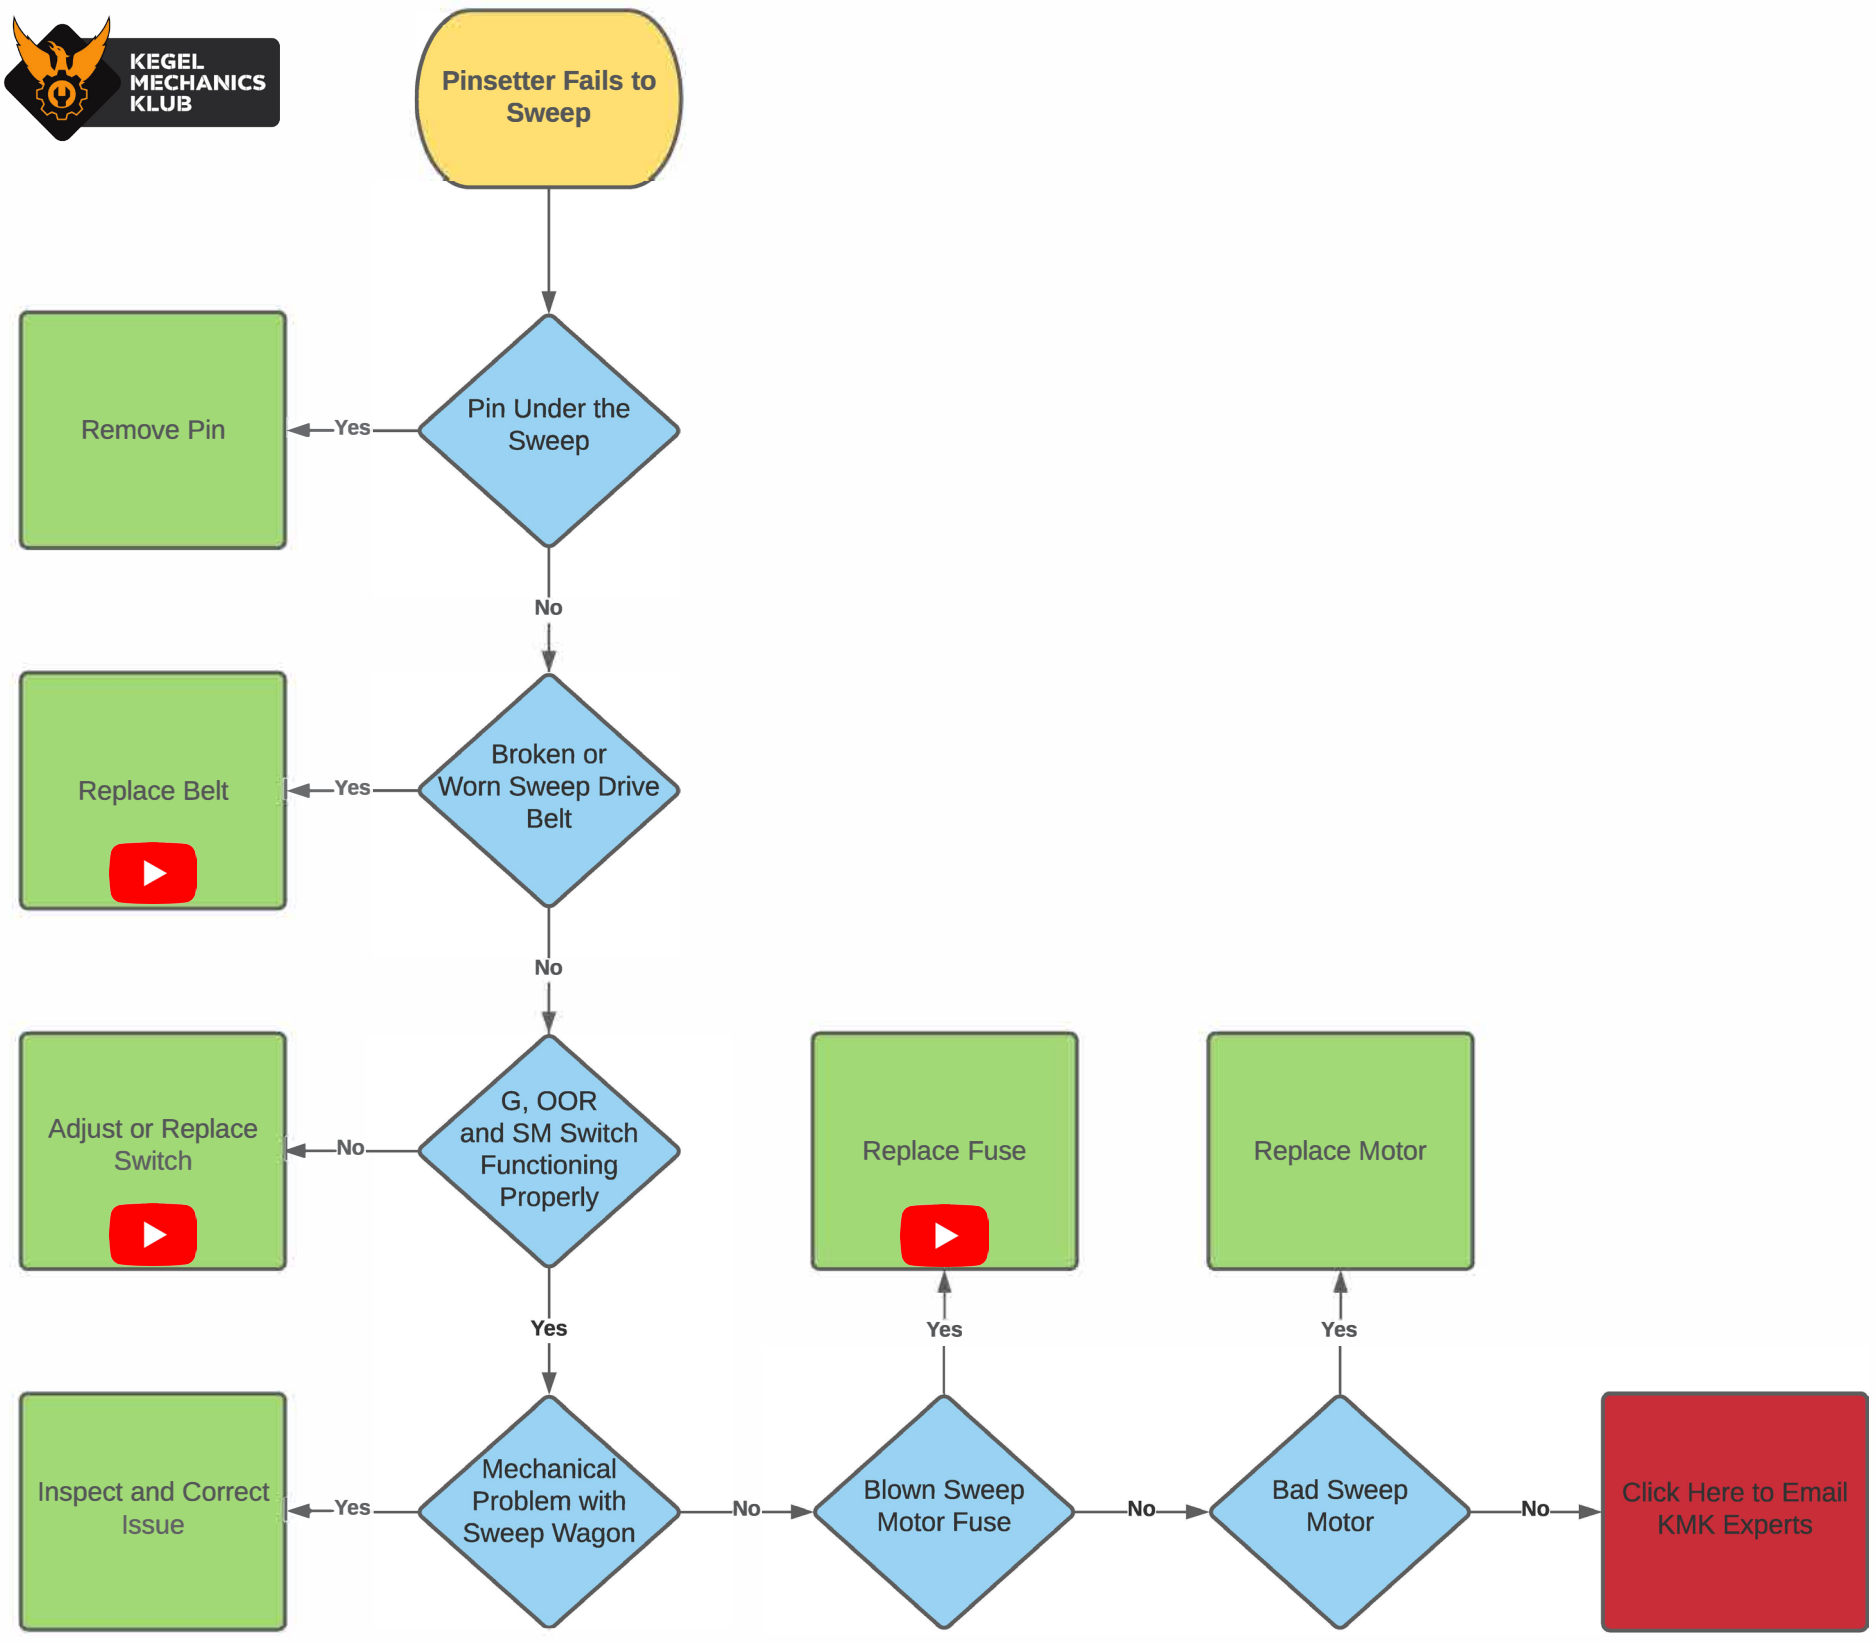 KEGEL
MECHANICS
KLUB
Pinsetter Fails to
Sweep
Remove Pin
Yes
Pin Under the
Sweep
No
Replace Belt
Yes
Broken or
Worn Sweep Drive
Belt
No
Adjust or Replace
Switch
No
G, OOR
and SM Switch
Functioning
Properly
Replace Fuse
Replace Motor
Yes
Yes
Yes
Inspect and Correct
Issue
Yes
Mechanical
Problem with
Sweep Wagon
No
Blown Sweep
Motor Fuse
No
Bad Sweep
Motor
No
Click Here to Email
KMK Experts